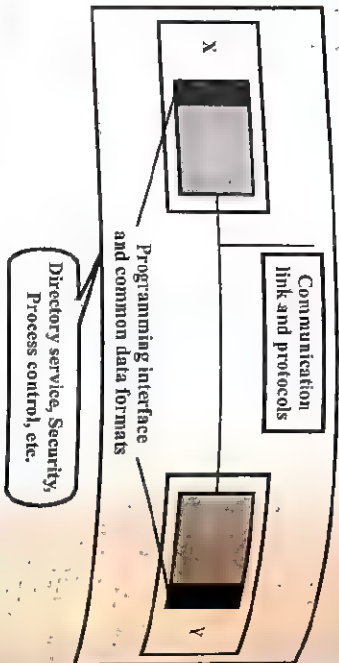 X
Communication
link and protocols
Y
Programming interface
and common data formats
Directory service, Security,
Process control, etc.